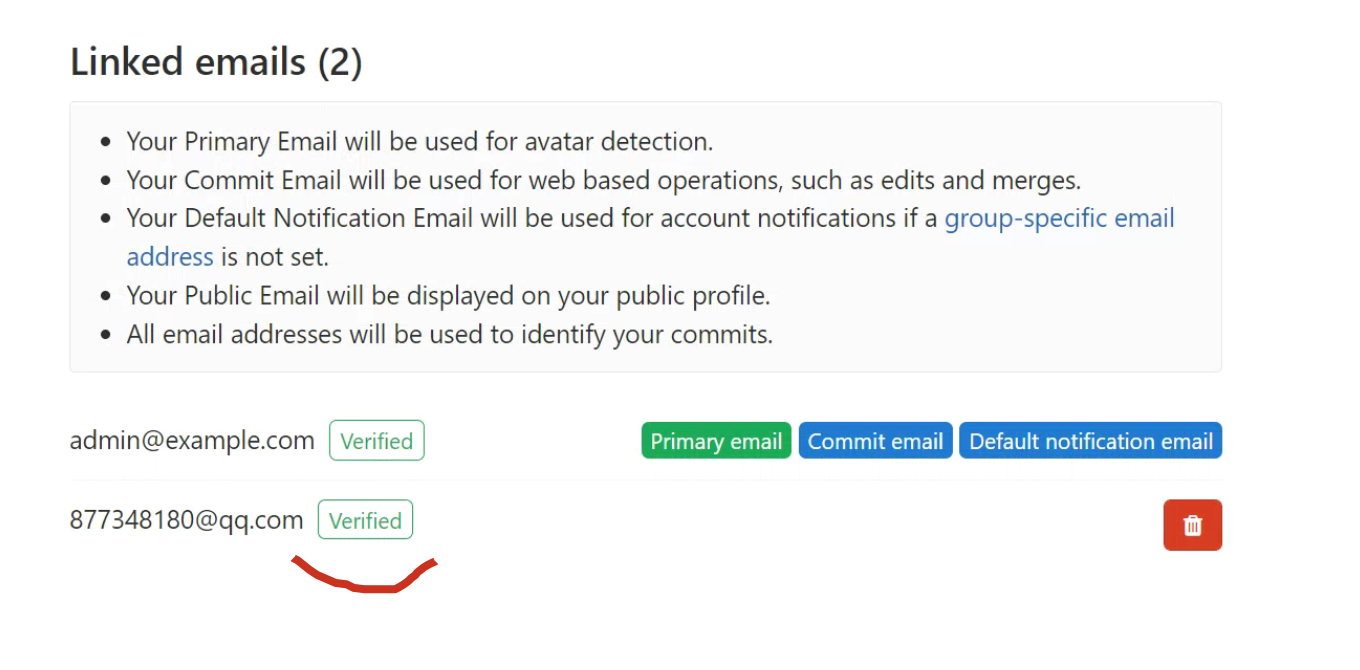 Linked emails (2)
Your Primary Email will be used for avatar detection.
Your Commit Email will be used for web based operations, such as edits and merges.
Your Default Notification Email will be used for account notifications if a group-specific email
address is not set.
Your Public Email will be displayed on your public profile.
All email addresses will be used to identify your commits.
admin@example.com Verified Primary email Commit email Default notification email
877348180@qq.com Verified